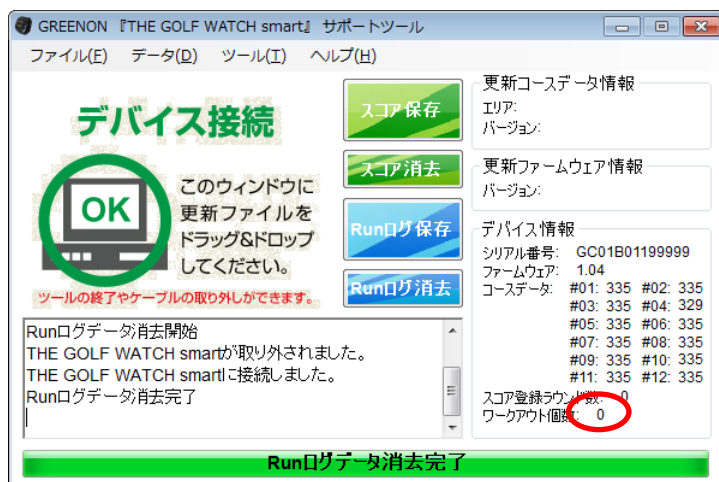 GREENON 『THE GOLF WATCH smart』 サポートツール
ファイル(F) データ(D) ツール(T) ヘルプ(H)
デバイス接続
OK
このウィンドウに
更新ファイルを
ドラッグ&ドロップ
してください。
ツールの終了やケーブルの取り外しができます。
スコア保存
スコア消去
Runログ保存
Runログ消去
更新コースデータ情報
エリア:
バージョン:
更新ファームウェア情報
バージョン:
デバイス情報
シリアル番号: GC01B01199999
ファームウェア: 1.04
コースデータ: #01: 335 #02: 335
#03: 335 #04: 329
#05: 335 #06: 335
#07: 335 #08: 335
#09: 335 #10: 335
#11: 335 #12: 335
スコア登録ラウンド数: 0
ワークアウト個数: 0
Runログデータ消去開始
THE GOLF WATCH smartが取り外されました。
THE GOLF WATCH smartに接続しました。
Runログデータ消去完了
Runログデータ消去完了